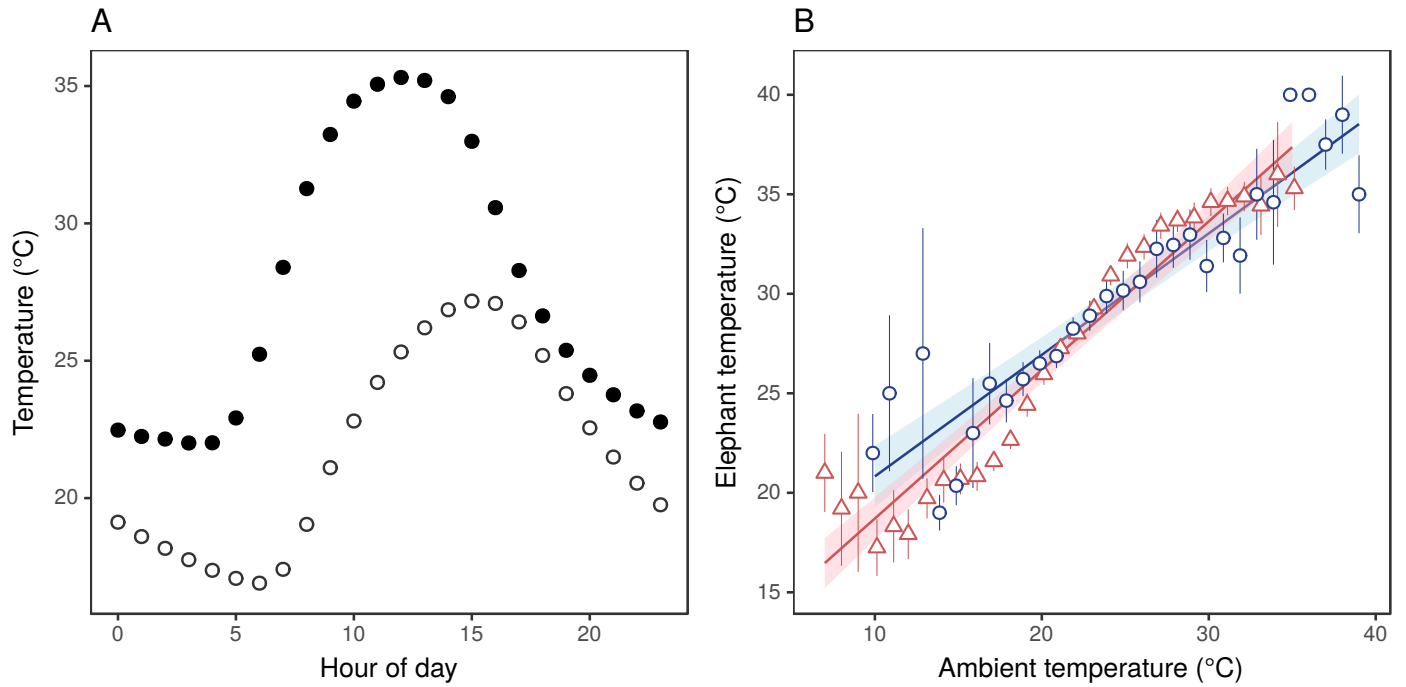 A
B
35
30
25
20
Temperature (°C)
0 5 10 15 20
Hour of day
40
35
30
25
20
15
Elephant temperature (°C)
10 20 30 40
Ambient temperature (°C)